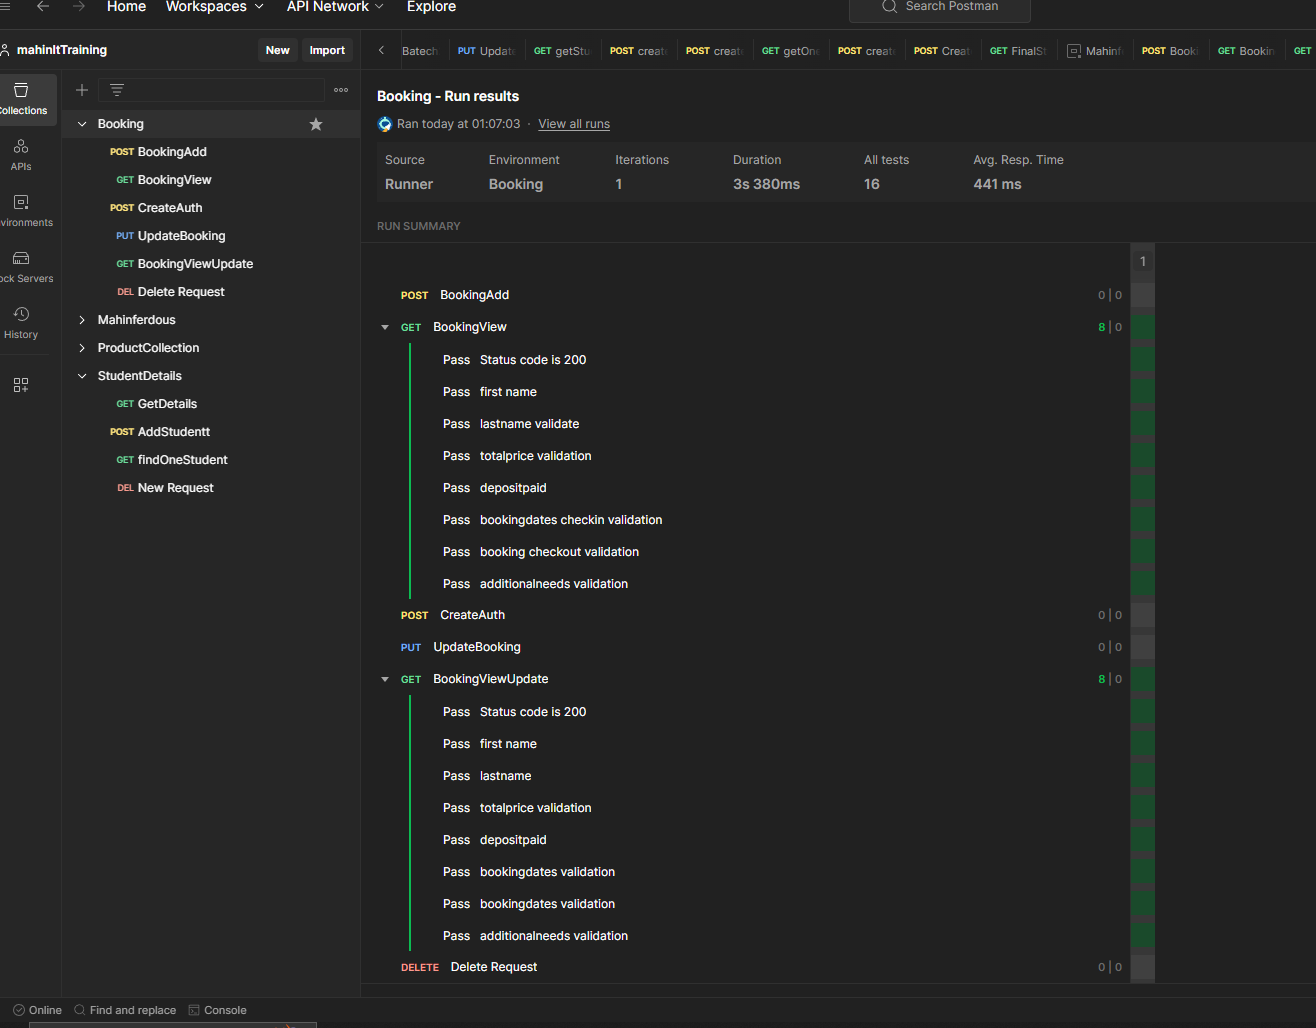 Home Workspaces API Network Explore Search Postman
mahinItTraining New Import
Batech PUT Updat GET getStu POST creat POST creat GET getOn POST creat POST Creat GET FinalSt Mahinf POST Book GET Bookin GET
Collections
APIs
vironments
ock Servers
History
Booking
POST BookingAdd
GET BookingView
POST CreateAuth
PUT UpdateBooking
GET BookingViewUpdate
DEL Delete Request
Mahinferdous
ProductCollection
StudentDetails
GET GetDetails
POST AddStudentt
GET findOneStudent
DEL New Request
Booking - Run results
Ran today at 01:07:03 · View all runs
Source Environment Iterations Duration All tests Avg. Resp. Time
Runner Booking 1 3s 380ms 16 441 ms
RUN SUMMARY
1
POST BookingAdd 0 | 0
GET BookingView 8 | 0
Pass Status code is 200
Pass first name
Pass lastname validate
Pass totalprice validation
Pass depositpaid
Pass bookingdates checkin validation
Pass booking checkout validation
Pass additionalneeds validation
POST CreateAuth 0 | 0
PUT UpdateBooking 0 | 0
GET BookingViewUpdate 8 | 0
Pass Status code is 200
Pass first name
Pass lastname
Pass totalprice validation
Pass depositpaid
Pass bookingdates validation
Pass bookingdates validation
Pass additionalneeds validation
DELETE Delete Request 0 | 0
Online Find and replace Console